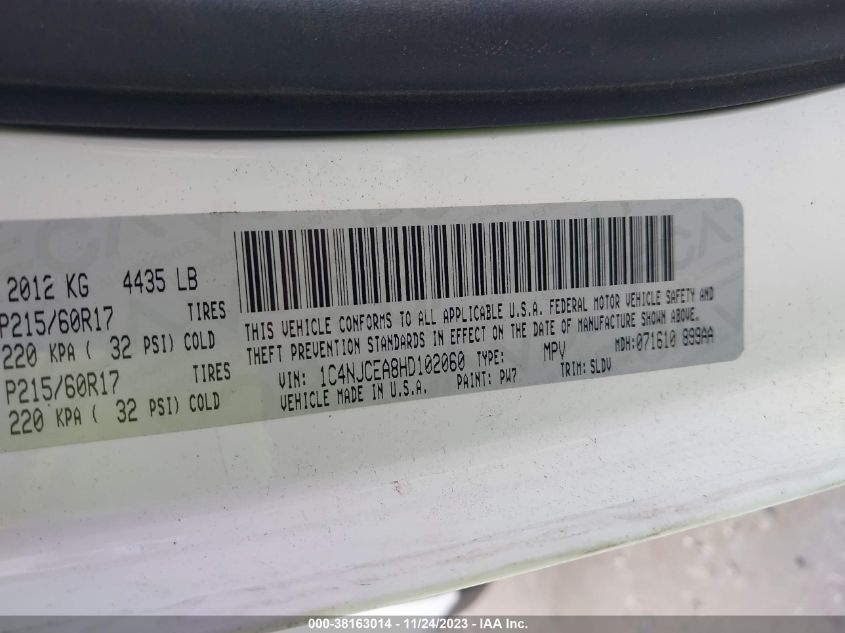 2012 KG 4435 LB
P215/60R17 TIRES
220 KPA ( 32 PSI) COLD
P215/60R17 TIRES
220 KPA ( 32 PSI) COLD
THIS VEHICLE CONFORMS TO ALL APPLICABLE U.S.A. FEDERAL MOTOR VEHICLE SAFETY AND
THEFT PREVENTION STANDARDS IN EFFECT ON THE DATE OF MANUFACTURE SHOWN ABOVE.
VIN: 1C4NJCEA8HD102060 TYPE: MPV MDH:071610 899AA
VEHICLE MADE IN U.S.A. PAINT: PW7 TRIM: SLDV
000-38163014 - 11/24/2023 - IAA Inc.